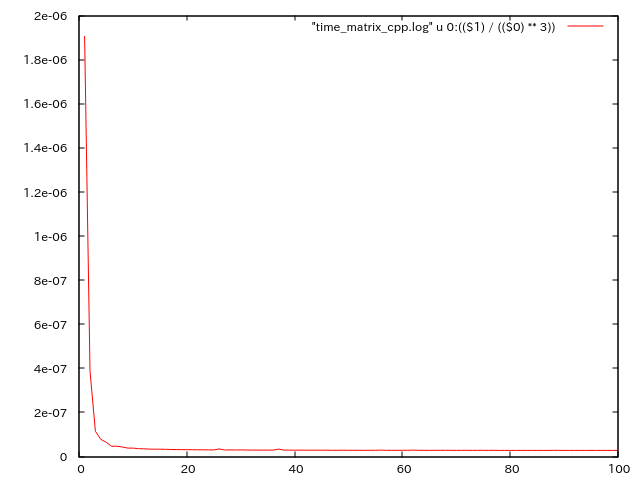 2e-06
"time_matrix_cpp.log" u 0:(($1) / (($0) ** 3))
1.8e-06
1.6e-06
1.4e-06
1.2e-06
1e-06
8e-07
6e-07
4e-07
2e-07
0
0 20 40 60 80 100